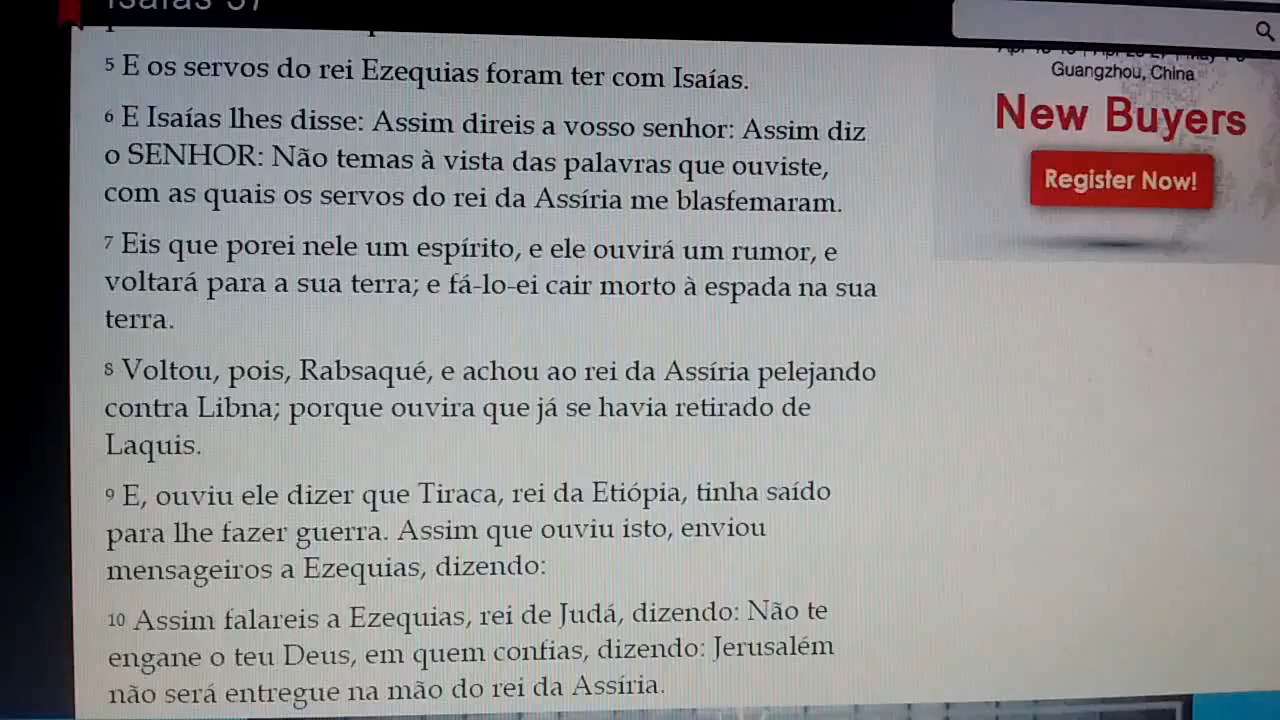 Isaías 37
5 E os servos do rei Ezequias foram ter com Isaías.
6 E Isaías lhes disse: Assim direis a vosso senhor: Assim diz
o SENHOR: Não temas à vista das palavras que ouviste,
com as quais os servos do rei da Assíria me blasfemaram.
7 Eis que porei nele um espírito, e ele ouvirá um rumor, e
voltará para a sua terra; e fá-lo-ei cair morto à espada na sua
terra.
8 Voltou, pois, Rabsaqué, e achou ao rei da Assíria pelejando
contra Libna; porque ouvira que já se havia retirado de
Laquis.
9 E, ouviu ele dizer que Tiraca, rei da Etiópia, tinha saído
para lhe fazer guerra. Assim que ouviu isto, enviou
mensageiros a Ezequias, dizendo:
10 Assim falareis a Ezequias, rei de Judá, dizendo: Não te
engane o teu Deus, em quem confias, dizendo: Jerusalém
não será entregue na mão do rei da Assíria.
Guangzhou, China
New Buyers
Register Now!